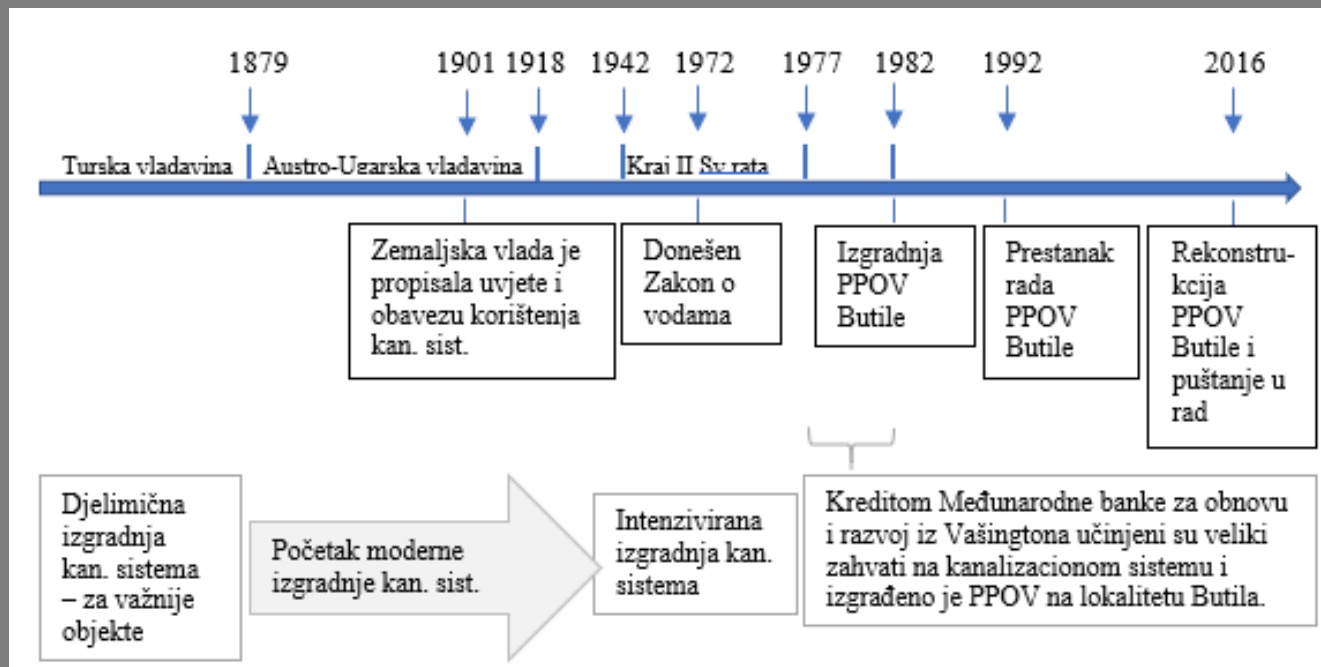 1879 1901 1918 1942 1972 1977 1982 1992 2016
Turska vladavina Austro-Ugarska vladavina Kraj II Sv rata
Zemaljska vlada je
propisala uvjete i
obavezu korištenja
kan. sist.
Donešen
Zakon o
vodama
Izgradnja
PPOV
Butile
Prestanak
rada
PPOV
Butile
Rekonstru-
kcija
PPOV
Butile i
puštanje u
rad
Djelimična
izgradnja
kan. sistema
– za važnije
objekte
Početak moderne
izgradnje kan. sist.
Intenzivirana
izgradnja kan.
sistema
Kreditom Međunarodne banke za obnovu
i razvoj iz Vašingtona učinjeni su veliki
zahvati na kanalizacionom sistemu i
izgrađeno je PPOV na lokalitetu Butila.